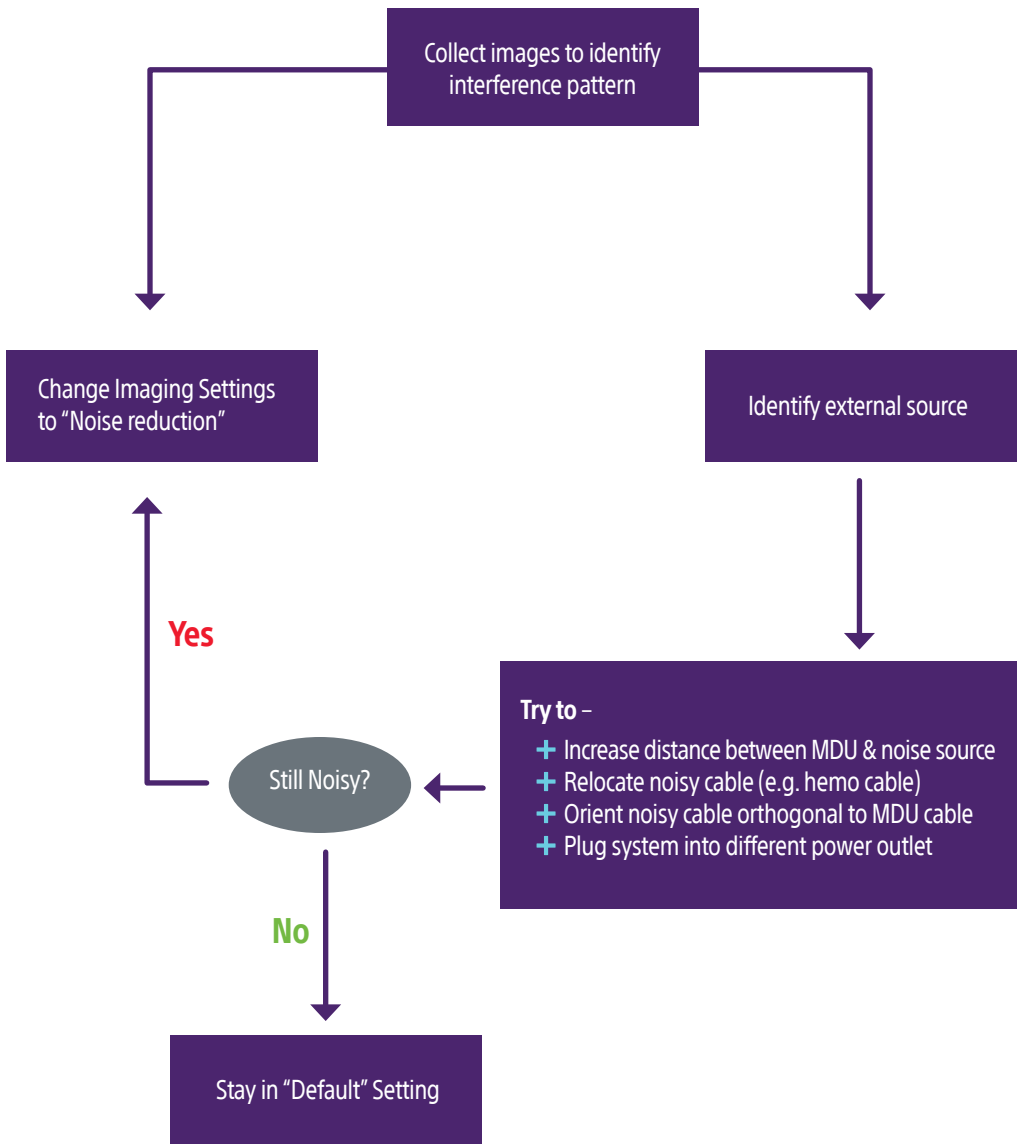 Collect images to identify
interference pattern
Change Imaging Settings
to “Noise reduction”
Identify external source
Yes
Try to –
+ Increase distance between MDU & noise source
+ Relocate noisy cable (e.g. hemo cable)
+ Orient noisy cable orthogonal to MDU cable
+ Plug system into different power outlet
Still Noisy?
No
Stay in “Default” Setting